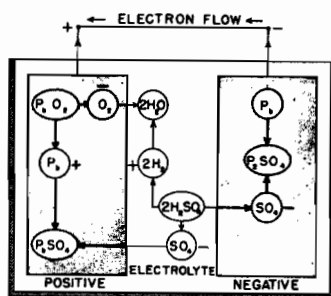 ← ELECTRON FLOW ←
+ −
PbO2 O2 2H2O Pb
Pb + + 2H2 PbSO4
2H2SO4 SO4 −
PbSO4 SO4 −
ELECTROLYTE
POSITIVE NEGATIVE